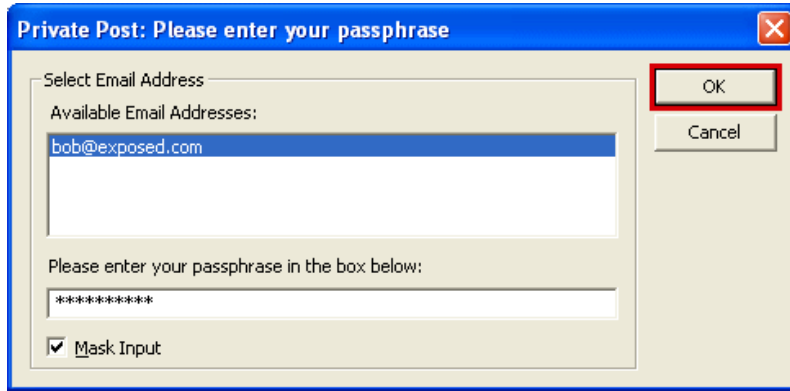 Private Post: Please enter your passphrase
Select Email Address
Available Email Addresses:
bob@exposed.com
Please enter your passphrase in the box below:
**********
Mask Input
OK
Cancel